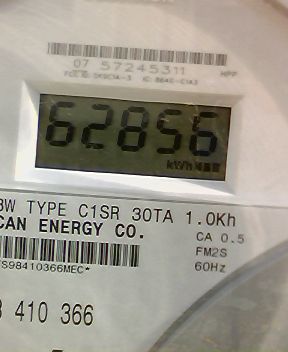 07 57245311
HPP
62856
kWh
3W TYPE C1SR 30TA 1.0Kh
CAN ENERGY CO.
CA 0.5
FM2S
60Hz
S98410366MEC*
410 366